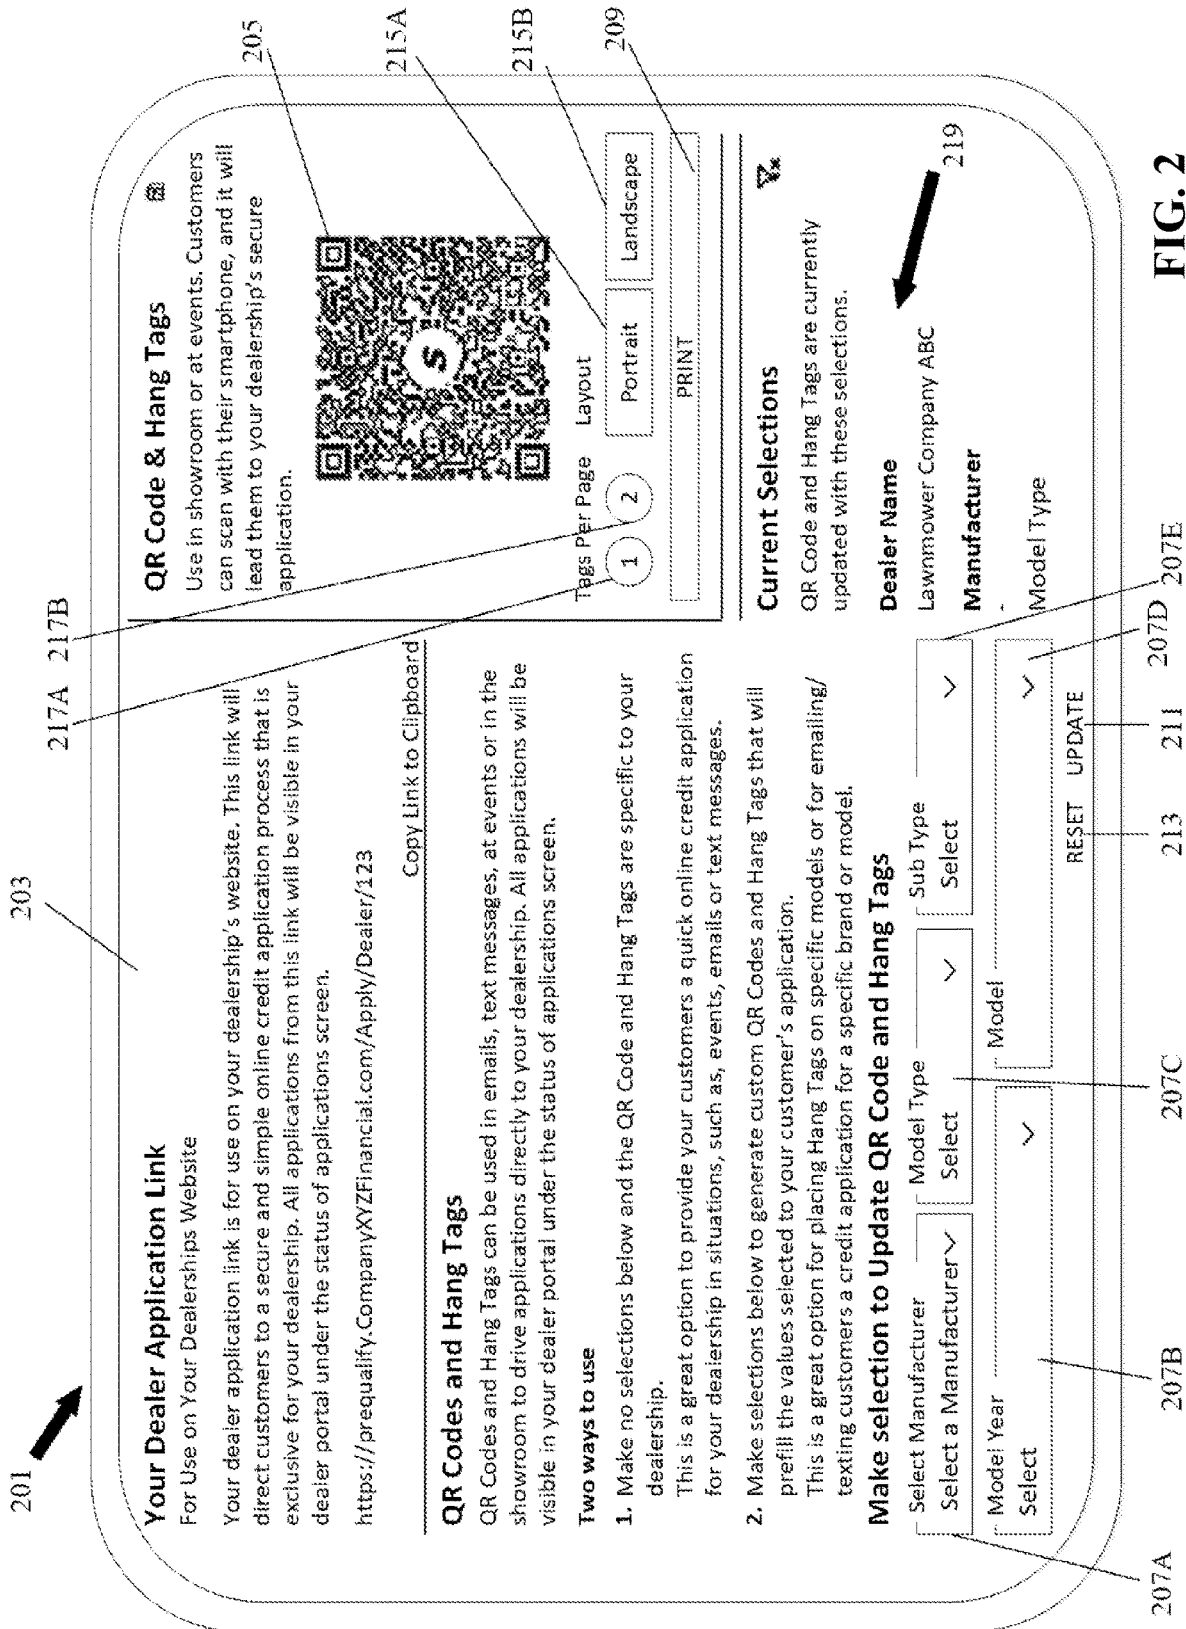 201
203
217A
217B
205
215A
215B
209
Your Dealer Application Link
For Use on Your Dealerships Website
Your dealer application link is for use on your dealership's website. This link will
direct customers to a secure and simple online credit application process that is
exclusive for your dealership. All applications from this link will be visible in your
dealer portal under the status of applications screen.
https://prequalify.CompanyXYZFinancial.com/Apply/Dealer/123
Copy Link to Clipboard
QR Codes and Hang Tags
QR Codes and Hang Tags can be used in emails, text messages, at events or in the
showroom to drive applications directly to your dealership. All applications will be
visible in your dealer portal under the status of applications screen.
Two ways to use
1. Make no selections below and the QR Code and Hang Tags are specific to your
dealership.
This is a great option to provide your customers a quick online credit application
for your dealership in situations, such as, events, emails or text messages.
2. Make selections below to generate custom QR Codes and Hang Tags that will
prefill the values selected to your customer's application.
This is a great option for placing Hang Tags on specific models or for emailing/
texting customers a credit application for a specific brand or model.
Make selection to Update QR Code and Hang Tags
Select Manufacturer
Select a Manufacturer
Model Type
Select
Sub Type
Select
Model Year
Select
Model
RESET UPDATE
QR Code & Hang Tags
Use in showroom or at events. Customers
can scan with their smartphone, and it will
lead them to your dealership's secure
application.
S
Tags Per Page Layout
1 2 Portrait Landscape
PRINT
Current Selections
QR Code and Hang Tags are currently
updated with these selections.
Dealer Name
Lawnmower Company ABC
Manufacturer
-
Model Type
219
207A
207B
207C
213
211
207D
207E
FIG. 2